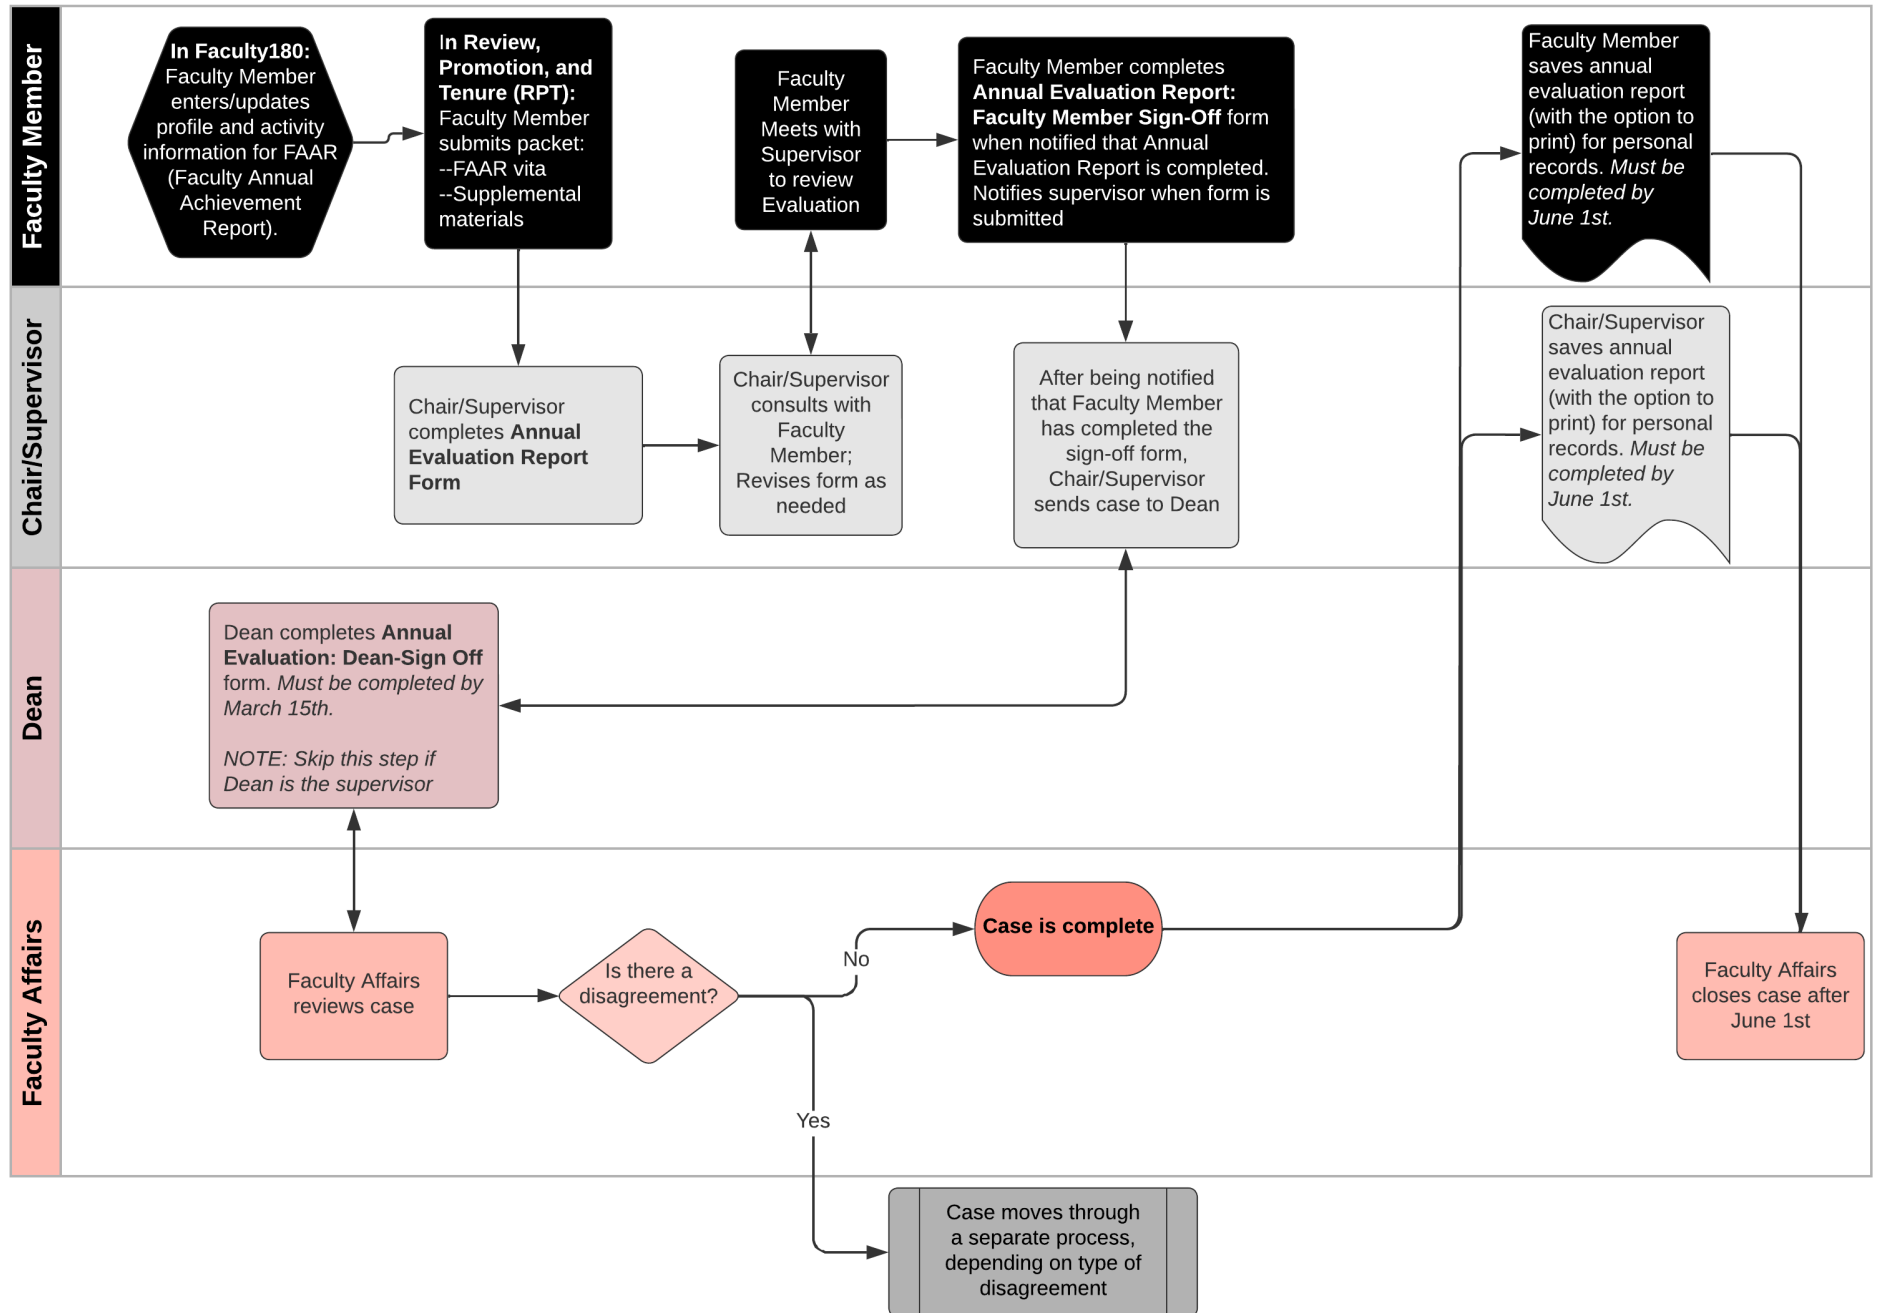 Faculty Member
In Faculty180:
Faculty Member
enters/updates
profile and activity
information for FAAR
(Faculty Annual
Achievement
Report).
In Review,
Promotion, and
Tenure (RPT):
Faculty Member
submits packet:
--FAAR vita
--Supplemental
materials
Faculty
Member
Meets with
Supervisor
to review
Evaluation
Faculty Member completes
Annual Evaluation Report:
Faculty Member Sign-Off form
when notified that Annual
Evaluation Report is completed.
Notifies supervisor when form is
submitted
Faculty Member
saves annual
evaluation report
(with the option to
print) for personal
records. Must be
completed by
June 1st.
Chair/Supervisor
Chair/Supervisor
completes Annual
Evaluation Report
Form
Chair/Supervisor
consults with
Faculty
Member;
Revises form as
needed
After being notified
that Faculty Member
has completed the
sign-off form,
Chair/Supervisor
sends case to Dean
Chair/Supervisor
saves annual
evaluation report
(with the option to
print) for personal
records. Must be
completed by
June 1st.
Dean
Dean completes Annual
Evaluation: Dean-Sign Off
form. Must be completed by
March 15th.
NOTE: Skip this step if
Dean is the supervisor
Faculty Affairs
Faculty Affairs
reviews case
Is there a
disagreement?
No
Yes
Case is complete
Faculty Affairs
closes case after
June 1st
Case moves through
a separate process,
depending on type of
disagreement